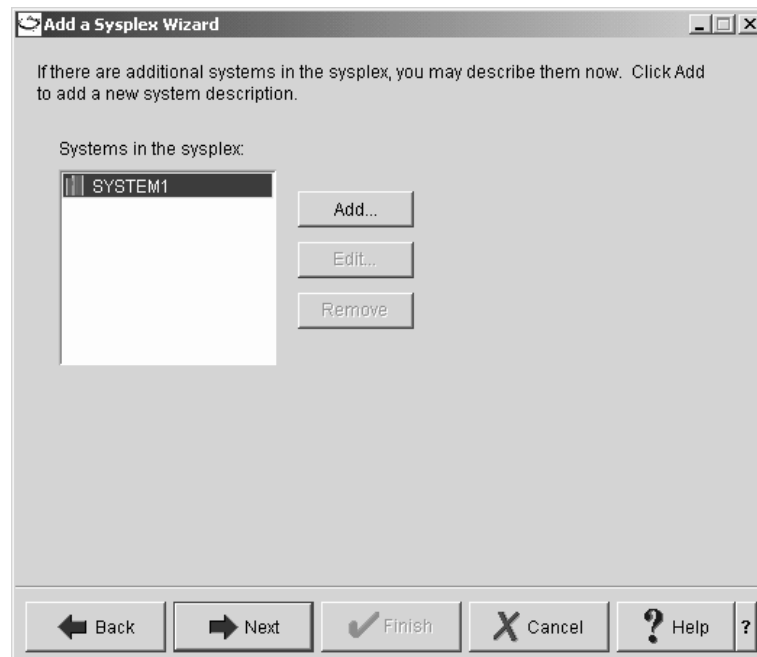 Add a Sysplex Wizard
If there are additional systems in the sysplex, you may describe them now. Click Add
to add a new system description.
Systems in the sysplex:
SYSTEM1
Add...
Edit...
Remove
Back
Next
Finish
Cancel
? Help
?